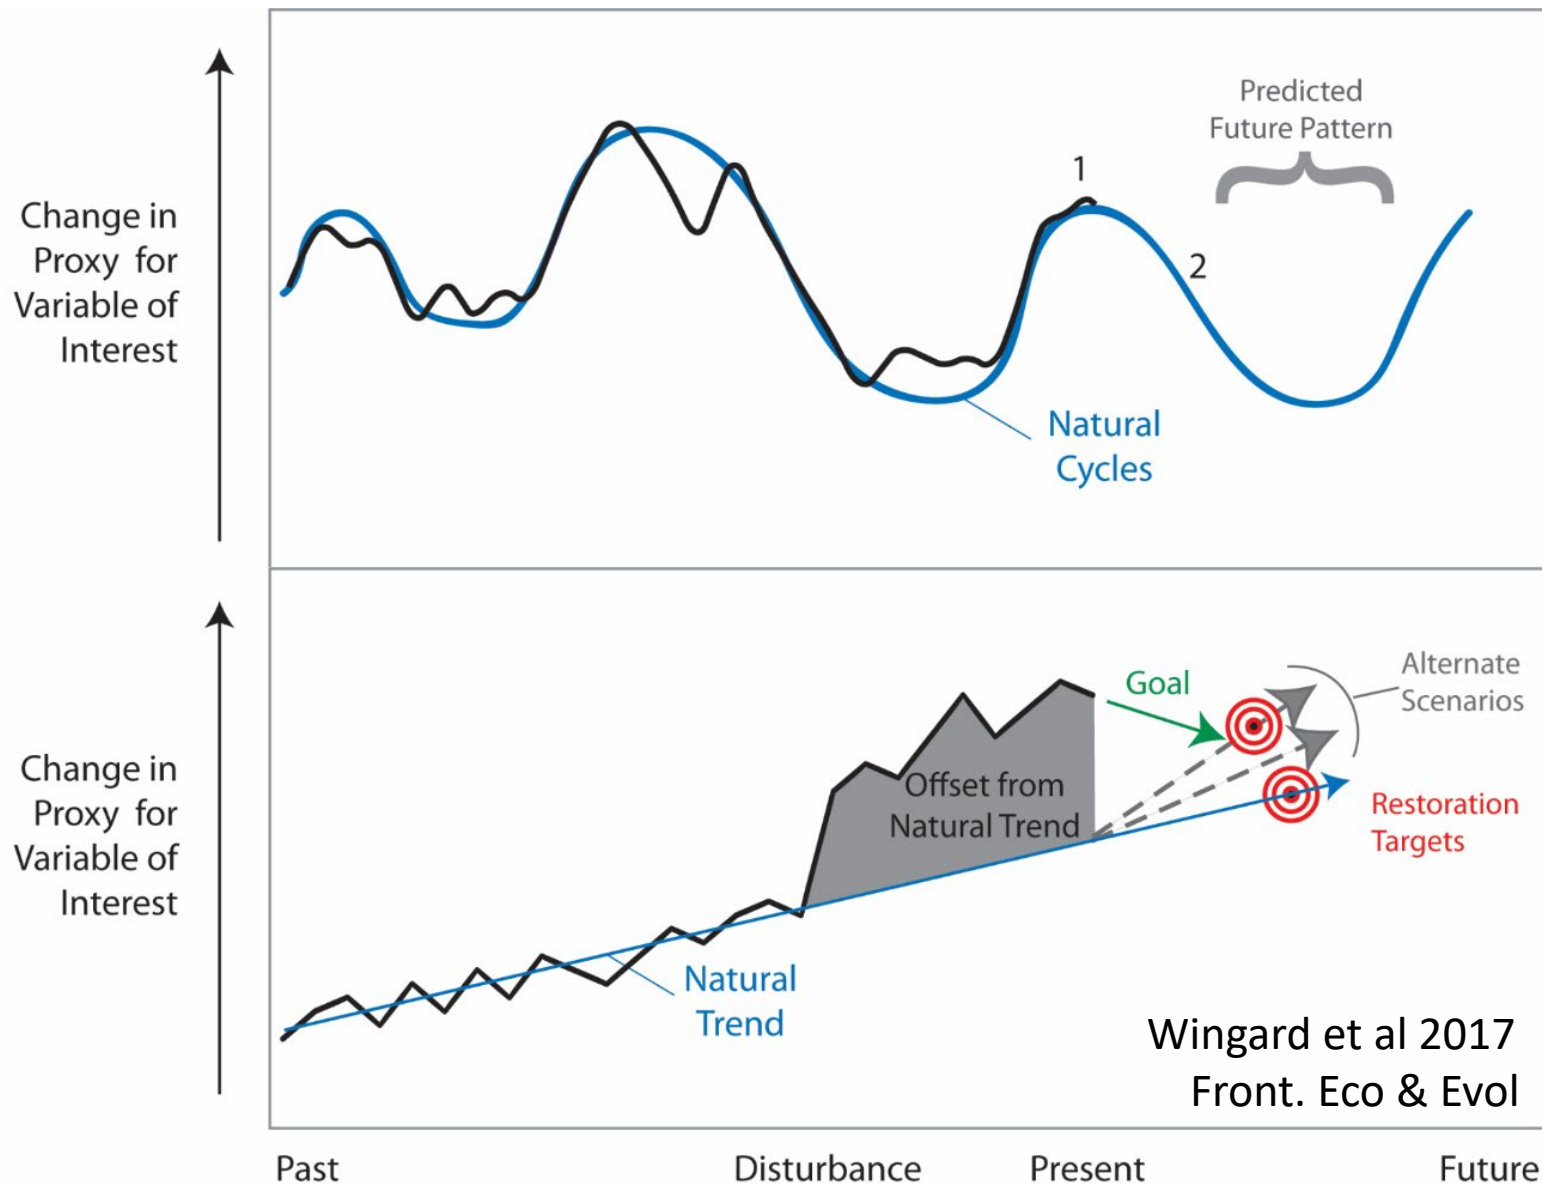 Change in
Proxy for
Variable of
Interest
1
2
Predicted
Future Pattern
Natural
Cycles
Change in
Proxy for
Variable of
Interest
Goal
Alternate
Scenarios
Offset from
Natural Trend
Restoration
Targets
Natural
Trend
Wingard et al 2017
Front. Eco & Evol
Past Disturbance Present Future